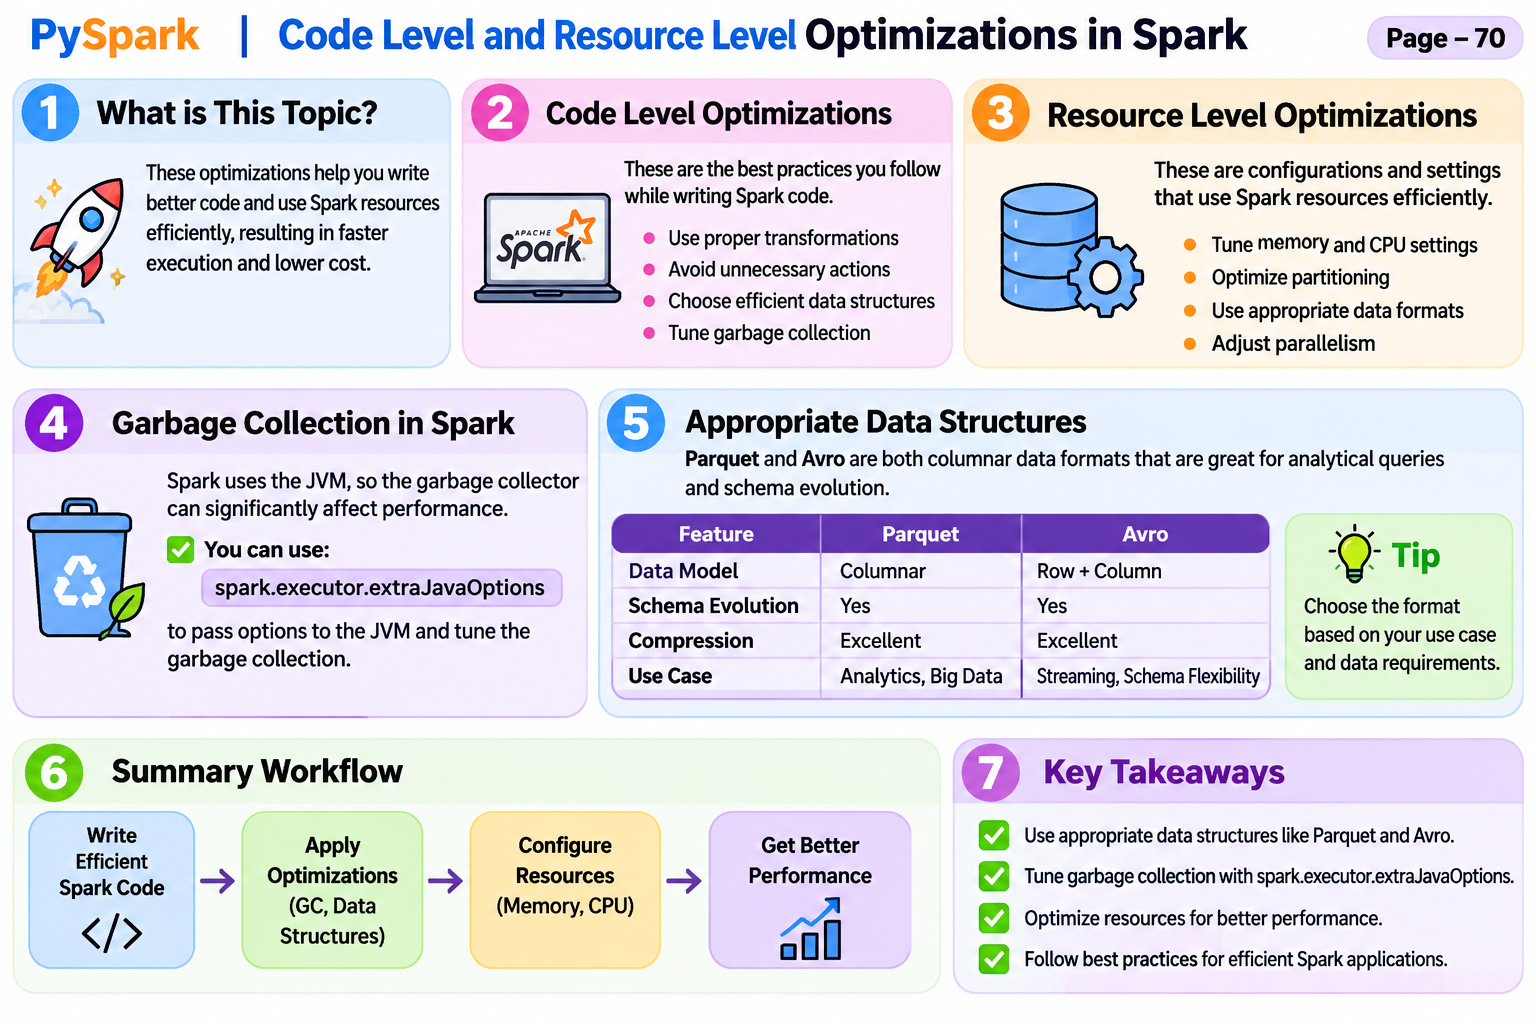 PySpark | Code Level and Resource Level Optimizations in Spark
Page – 70
1 What is This Topic?
These optimizations help you write
better code and use Spark resources
efficiently, resulting in faster
execution and lower cost.
2 Code Level Optimizations
These are the best practices you follow
while writing Spark code.
APACHE
Spark
Use proper transformations
Avoid unnecessary actions
Choose efficient data structures
Tune garbage collection
3 Resource Level Optimizations
These are configurations and settings
that use Spark resources efficiently.
Tune memory and CPU settings
Optimize partitioning
Use appropriate data formats
Adjust parallelism
4 Garbage Collection in Spark
Spark uses the JVM, so the garbage collector
can significantly affect performance.
You can use:
spark.executor.extraJavaOptions
to pass options to the JVM and tune the
garbage collection.
5 Appropriate Data Structures
Parquet and Avro are both columnar data formats that are great for analytical queries
and schema evolution.
Feature Parquet Avro
Data Model Columnar Row + Column
Schema Evolution Yes Yes
Compression Excellent Excellent
Use Case Analytics, Big Data Streaming, Schema Flexibility
Tip
Choose the format
based on your use case
and data requirements.
6 Summary Workflow
Write
Efficient
Spark Code
</>
Apply
Optimizations
(GC, Data
Structures)
Configure
Resources
(Memory, CPU)
Get Better
Performance
7 Key Takeaways
Use appropriate data structures like Parquet and Avro.
Tune garbage collection with spark.executor.extraJavaOptions.
Optimize resources for better performance.
Follow best practices for efficient Spark applications.